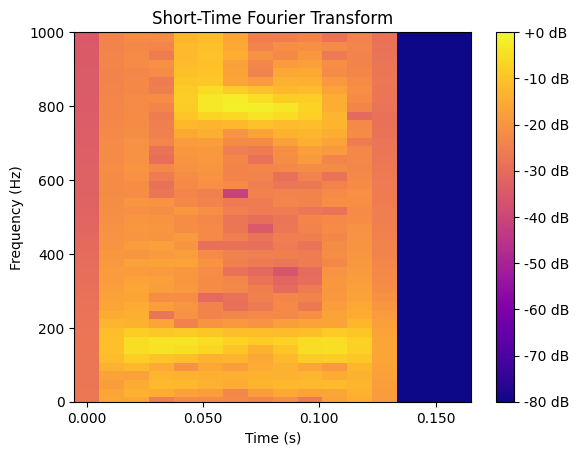 Short-Time Fourier Transform
Frequency (Hz)
1000
800
600
400
200
0
0.000 0.050 0.100 0.150
Time (s)
+0 dB
-10 dB
-20 dB
-30 dB
-40 dB
-50 dB
-60 dB
-70 dB
-80 dB